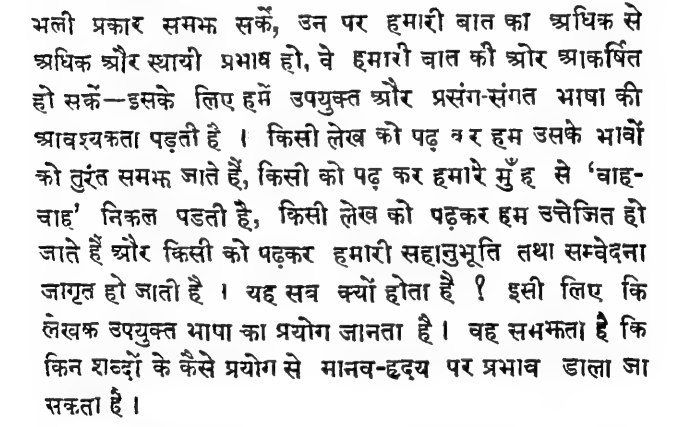 भली प्रकार समझ सकें, उन पर हमारी बात का अधिक से
अधिक और स्थायी प्रभाव हो, वे हमारी बात की ओर आकर्षित
हो सकें—इसके लिए हमें उपयुक्त और प्रसंग-संगत भाषा की
आवश्यकता पड़ती है । किसी लेख को पढ़ कर हम उसके भावों
को तुरंत समझ जाते हैं, किसी को पढ़ कर हमारे मुँह से ‘वाह-
वाह’ निकल पडती है, किसी लेख को पढ़कर हम उत्तेजित हो
जाते हैं और किसी को पढकर हमारी सहानुभूति तथा सम्वेदना
जागृत हो जाती है । यह सब क्यों होता है ? इसी लिए कि
लेखक उपयुक्त भाषा का प्रयोग जानता है । वह समझता है कि
किन शब्दों के कैसे प्रयोग से मानव-हृदय पर प्रभाव डाला जा
सकता है ।